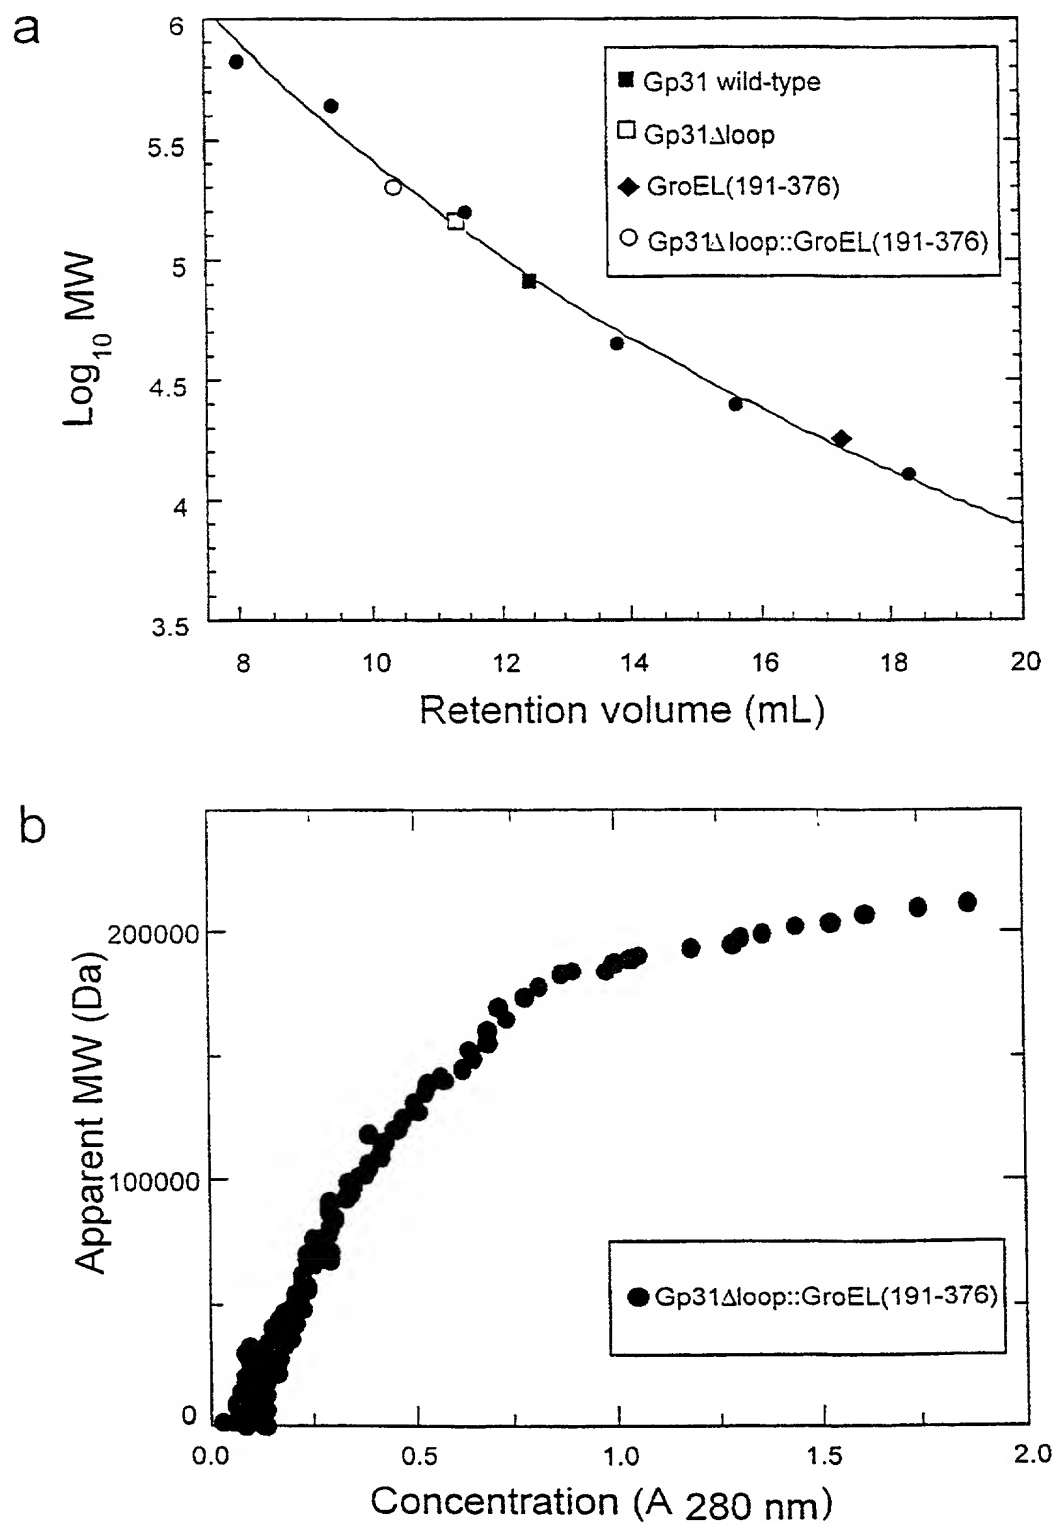 a
6
5.5
5
4.5
4
3.5
Log10 MW
Gp31 wild-type
Gp31Δloop
GroEL(191-376)
Gp31Δloop::GroEL(191-376)
8 10 12 14 16 18 20
Retention volume (mL)
b
200000
100000
0
Apparent MW (Da)
Gp31Δloop::GroEL(191-376)
0.0 0.5 1.0 1.5 2.0
Concentration (A 280 nm)